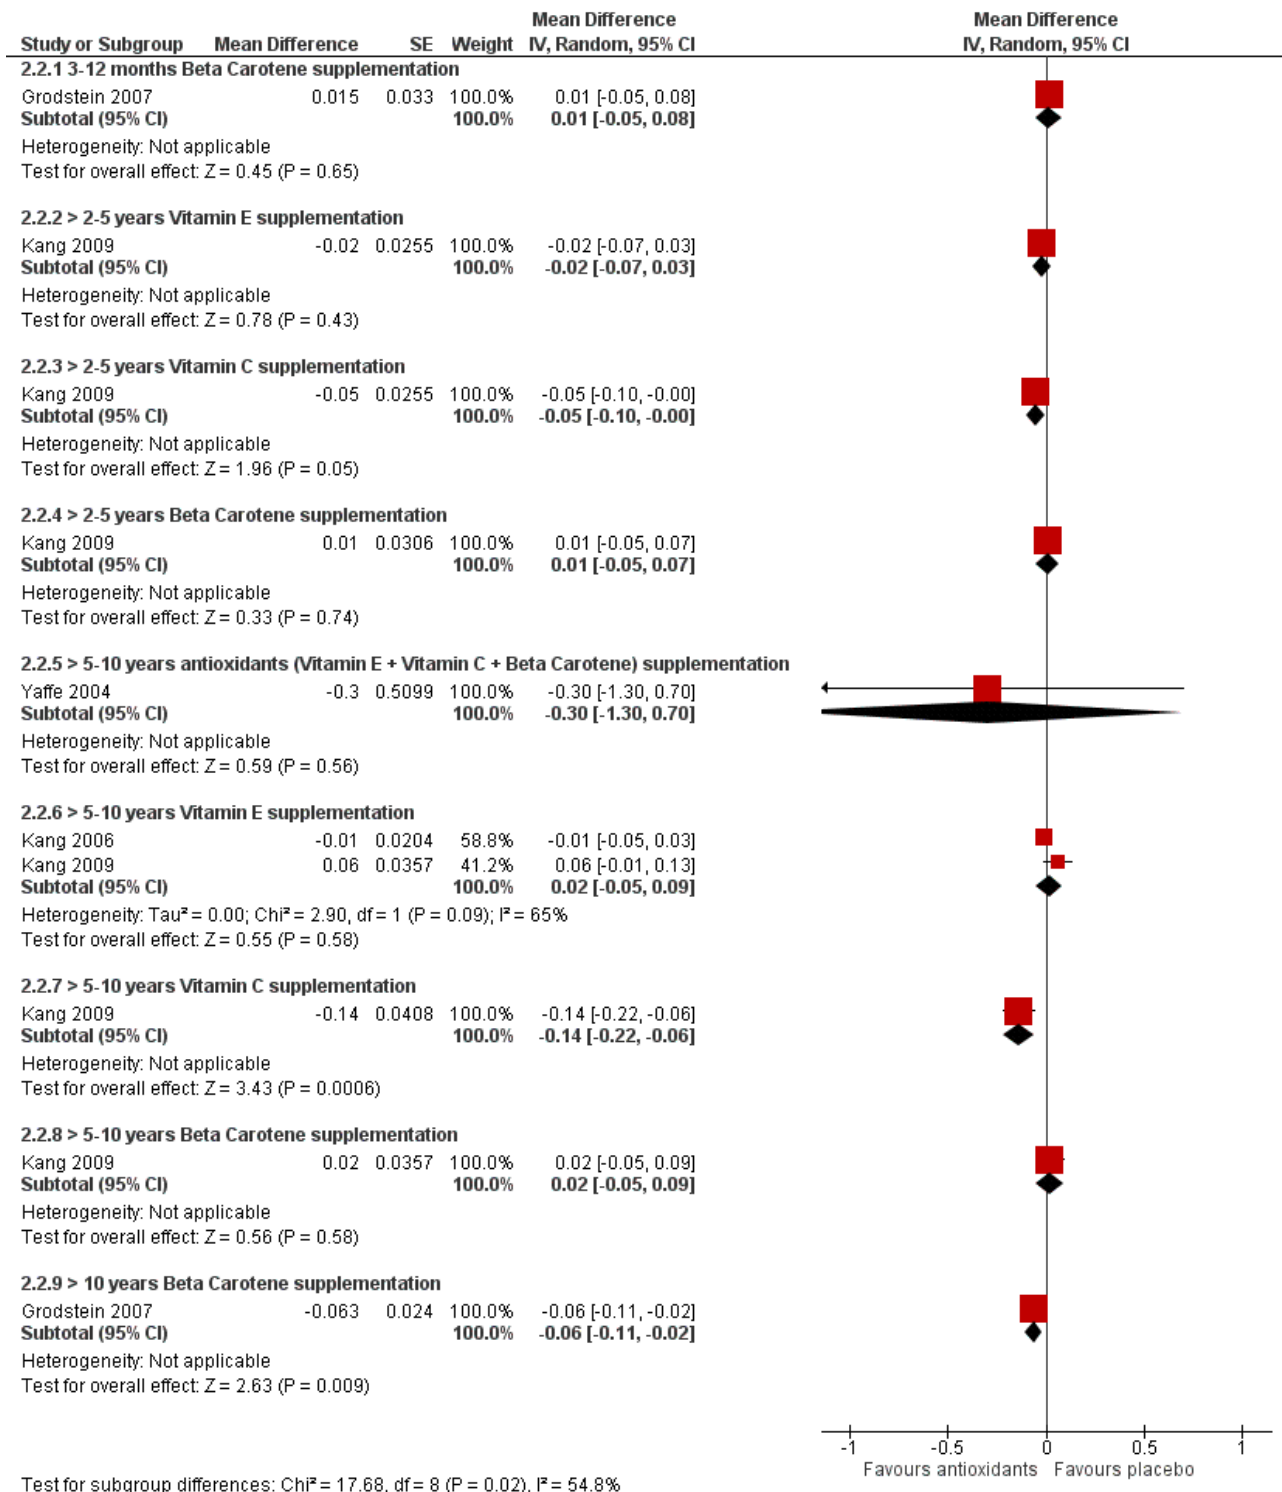 Mean Difference Mean Difference
Study or Subgroup Mean Difference SE Weight IV, Random, 95% CI IV, Random, 95% CI
2.2.1 3-12 months Beta Carotene supplementation
Grodstein 2007 0.015 0.033 100.0% 0.01 [-0.05, 0.08]
Subtotal (95% CI) 100.0% 0.01 [-0.05, 0.08]
Heterogeneity: Not applicable
Test for overall effect: Z = 0.45 (P = 0.65)
2.2.2 > 2-5 years Vitamin E supplementation
Kang 2009 -0.02 0.0255 100.0% -0.02 [-0.07, 0.03]
Subtotal (95% CI) 100.0% -0.02 [-0.07, 0.03]
Heterogeneity: Not applicable
Test for overall effect: Z = 0.78 (P = 0.43)
2.2.3 > 2-5 years Vitamin C supplementation
Kang 2009 -0.05 0.0255 100.0% -0.05 [-0.10, -0.00]
Subtotal (95% CI) 100.0% -0.05 [-0.10, -0.00]
Heterogeneity: Not applicable
Test for overall effect: Z = 1.96 (P = 0.05)
2.2.4 > 2-5 years Beta Carotene supplementation
Kang 2009 0.01 0.0306 100.0% 0.01 [-0.05, 0.07]
Subtotal (95% CI) 100.0% 0.01 [-0.05, 0.07]
Heterogeneity: Not applicable
Test for overall effect: Z = 0.33 (P = 0.74)
2.2.5 > 5-10 years antioxidants (Vitamin E + Vitamin C + Beta Carotene) supplementation
Yaffe 2004 -0.3 0.5099 100.0% -0.30 [-1.30, 0.70]
Subtotal (95% CI) 100.0% -0.30 [-1.30, 0.70]
Heterogeneity: Not applicable
Test for overall effect: Z = 0.59 (P = 0.56)
2.2.6 > 5-10 years Vitamin E supplementation
Kang 2006 -0.01 0.0204 58.8% -0.01 [-0.05, 0.03]
Kang 2009 0.06 0.0357 41.2% 0.06 [-0.01, 0.13]
Subtotal (95% CI) 100.0% 0.02 [-0.05, 0.09]
Heterogeneity: Tau² = 0.00; Chi² = 2.90, df = 1 (P = 0.09); I² = 65%
Test for overall effect: Z = 0.55 (P = 0.58)
2.2.7 > 5-10 years Vitamin C supplementation
Kang 2009 -0.14 0.0408 100.0% -0.14 [-0.22, -0.06]
Subtotal (95% CI) 100.0% -0.14 [-0.22, -0.06]
Heterogeneity: Not applicable
Test for overall effect: Z = 3.43 (P = 0.0006)
2.2.8 > 5-10 years Beta Carotene supplementation
Kang 2009 0.02 0.0357 100.0% 0.02 [-0.05, 0.09]
Subtotal (95% CI) 100.0% 0.02 [-0.05, 0.09]
Heterogeneity: Not applicable
Test for overall effect: Z = 0.56 (P = 0.58)
2.2.9 > 10 years Beta Carotene supplementation
Grodstein 2007 -0.063 0.024 100.0% -0.06 [-0.11, -0.02]
Subtotal (95% CI) 100.0% -0.06 [-0.11, -0.02]
Heterogeneity: Not applicable
Test for overall effect: Z = 2.63 (P = 0.009)
-1 -0.5 0 0.5 1
Favours antioxidants Favours placebo
Test for subgroup differences: Chi² = 17.68, df = 8 (P = 0.02), I² = 54.8%